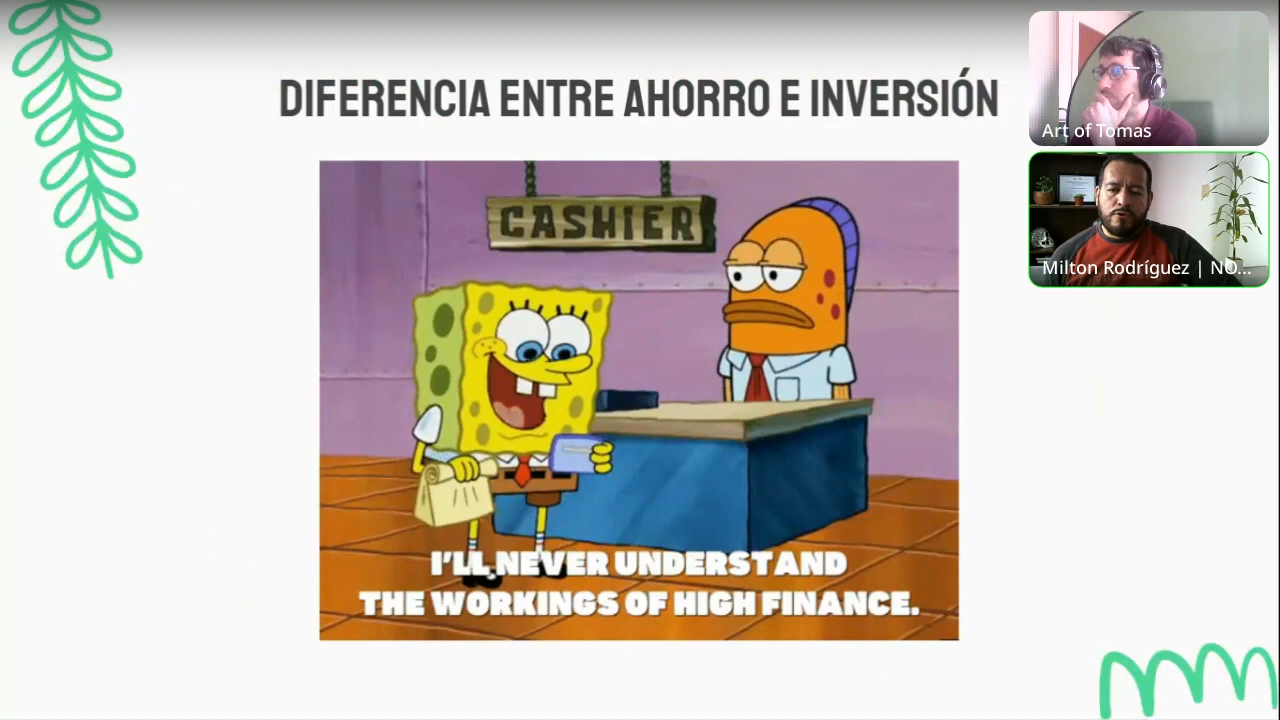 DIFERENCIA ENTRE AHORRO E INVERSIÓN
Art of Tomas
Milton Rodríguez | NO...
CASHIER
I'LL NEVER UNDERSTAND
THE WORKINGS OF HIGH FINANCE.